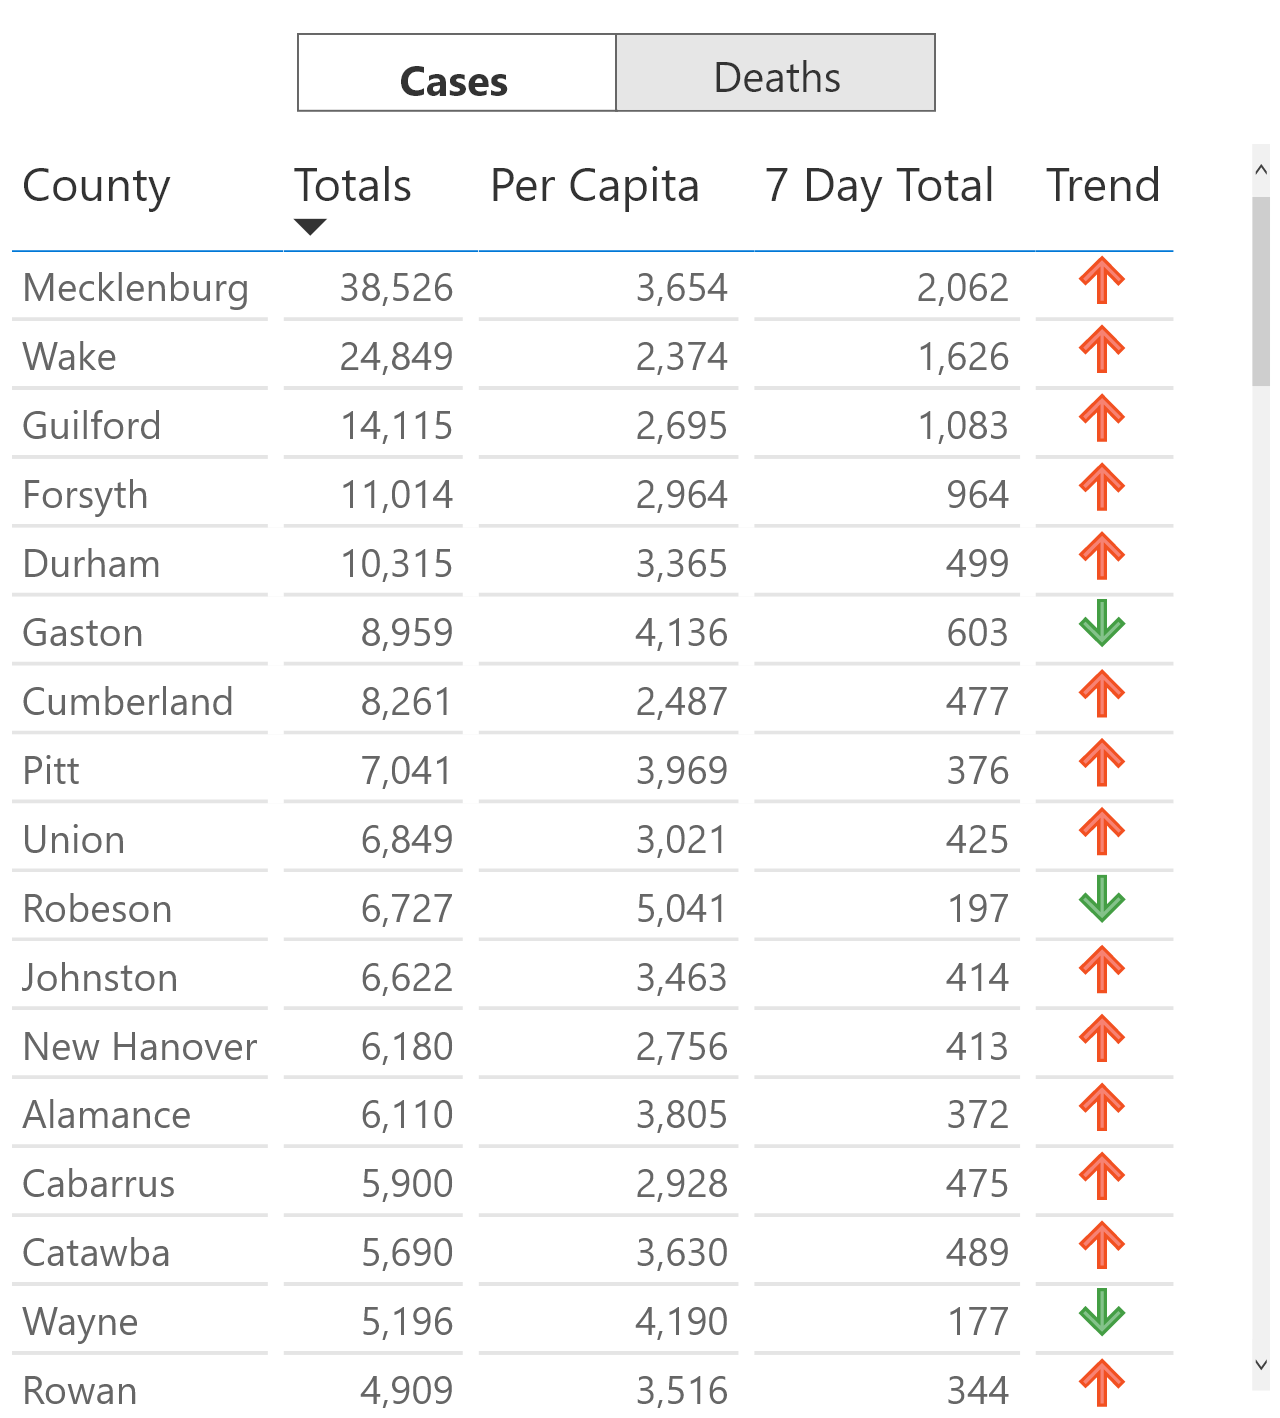 Cases Deaths
County Totals Per Capita 7 Day Total Trend
Mecklenburg 38,526 3,654 2,062
Wake 24,849 2,374 1,626
Guilford 14,115 2,695 1,083
Forsyth 11,014 2,964 964
Durham 10,315 3,365 499
Gaston 8,959 4,136 603
Cumberland 8,261 2,487 477
Pitt 7,041 3,969 376
Union 6,849 3,021 425
Robeson 6,727 5,041 197
Johnston 6,622 3,463 414
New Hanover 6,180 2,756 413
Alamance 6,110 3,805 372
Cabarrus 5,900 2,928 475
Catawba 5,690 3,630 489
Wayne 5,196 4,190 177
Rowan 4,909 3,516 344